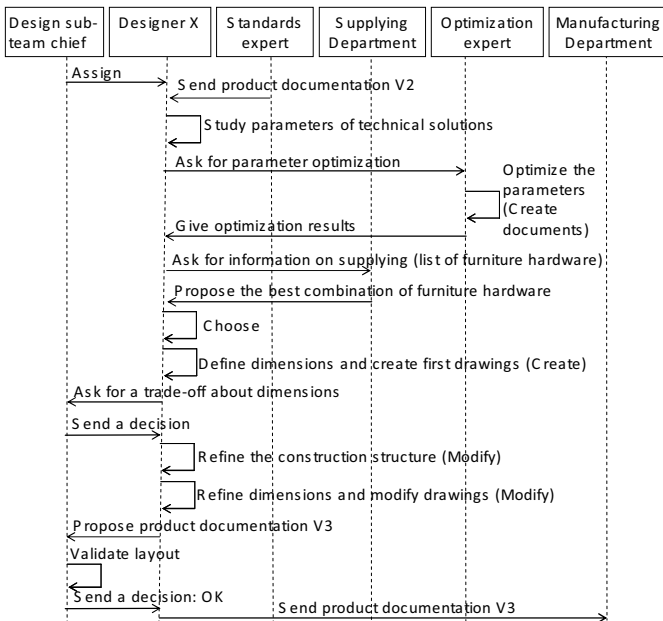 Design sub-
team chief
Designer X
Standards
expert
Supplying
Department
Optimization
expert
Manufacturing
Department
Assign
Send product documentation V2
Study parameters of technical solutions
Ask for parameter optimization
Optimize the
parameters
(Create
documents)
Give optimization results
Ask for information on supplying (list of furniture hardware)
Propose the best combination of furniture hardware
Choose
Define dimensions and create first drawings (Create)
Ask for a trade-off about dimensions
Send a decision
Refine the construction structure (Modify)
Refine dimensions and modify drawings (Modify)
Propose product documentation V3
Validate layout
Send a decision: OK
Send product documentation V3